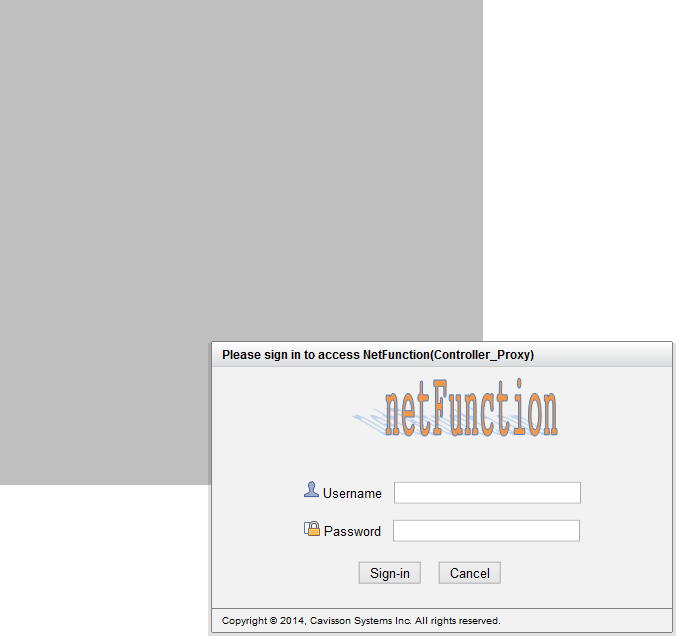 Please sign in to access NetFunction(Controller_Proxy)
netFunction
Username
Password
Sign-in Cancel
Copyright © 2014, Cavisson Systems Inc. All rights reserved.